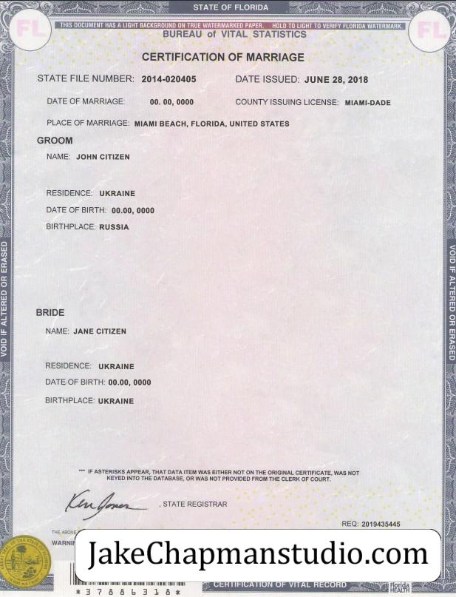 STATE OF FLORIDA
THIS DOCUMENT HAS A LIGHT BACKGROUND ON TRUE WATERMARKED PAPER. HOLD TO LIGHT TO VERIFY FLORIDA WATERMARK.
FL
FL
BUREAU of VITAL STATISTICS
CERTIFICATION OF MARRIAGE
STATE FILE NUMBER: 2014-020405 DATE ISSUED: JUNE 28, 2018
DATE OF MARRIAGE: 00. 00, 0000 COUNTY ISSUING LICENSE: MIAMI-DADE
PLACE OF MARRIAGE: MIAMI BEACH, FLORIDA, UNITED STATES
GROOM
NAME: JOHN CITIZEN
RESIDENCE: UKRAINE
DATE OF BIRTH: 00.00, 0000
BIRTHPLACE: RUSSIA
BRIDE
NAME: JANE CITIZEN
RESIDENCE: UKRAINE
DATE OF BIRTH: 00.00, 0000
BIRTHPLACE: UKRAINE
VOID IF ALTERED OR ERASED
VOID IF ALTERED OR ERASED
*** IF ASTERISKS APPEAR, THAT DATA ITEM WAS EITHER NOT ON THE ORIGINAL CERTIFICATE, WAS NOT
KEYED INTO THE DATABASE, OR WAS NOT PROVIDED FROM THE CLERK OF COURT.
Ken Jones , STATE REGISTRAR
REQ: 2019435445
THE ABOVE
WARNIN
JakeChapmanstudio.com
CERTIFICATION OF VITAL RECORD
*37886318*